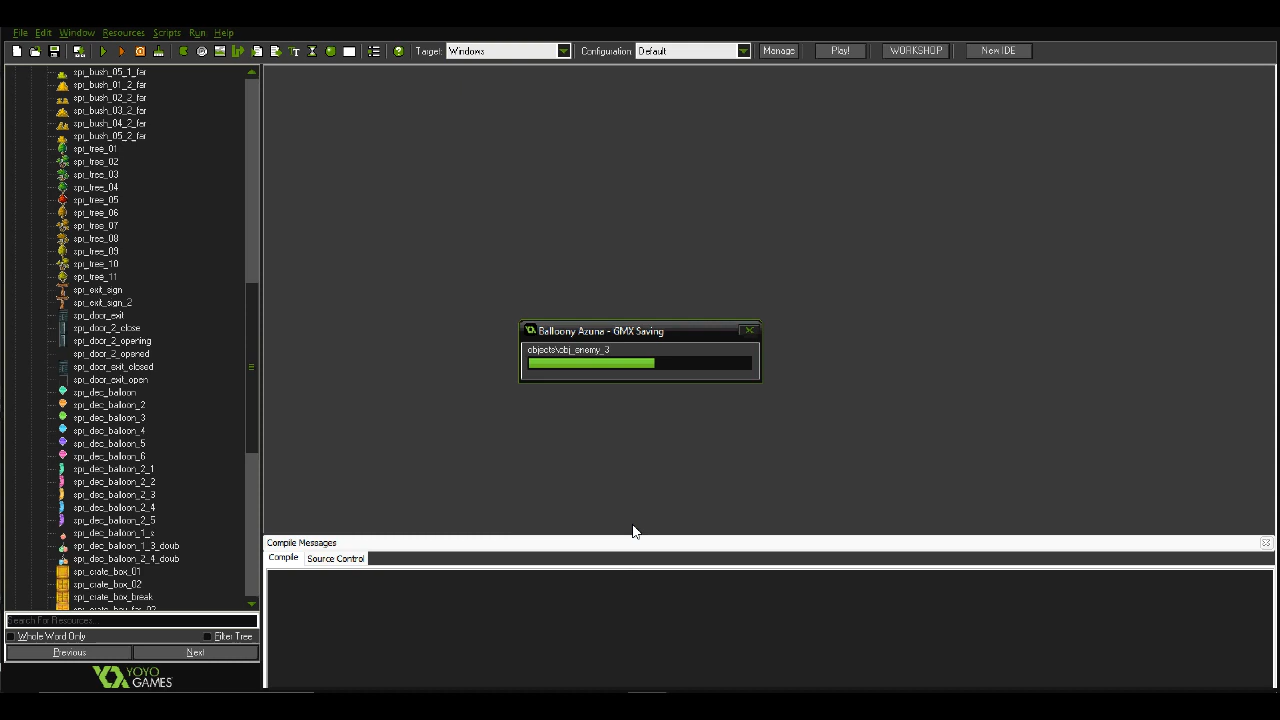 File Edit Window Resources Scripts Run Help
Target: Windows Configuration: Default Manage Play! WORKSHOP New IDE
spr_bush_05_1_far
spr_bush_01_2_far
spr_bush_02_2_far
spr_bush_03_2_far
spr_bush_04_2_far
spr_bush_05_2_far
spr_tree_01
spr_tree_02
spr_tree_03
spr_tree_04
spr_tree_05
spr_tree_06
spr_tree_07
spr_tree_08
spr_tree_09
spr_tree_10
spr_tree_11
spr_exit_sign
spr_exit_sign_2
spr_door_exit
spr_door_2_close
spr_door_2_opening
spr_door_2_opened
spr_door_exit_closed
spr_door_exit_open
spr_dec_balloon
spr_dec_balloon_2
spr_dec_balloon_3
spr_dec_balloon_4
spr_dec_balloon_5
spr_dec_balloon_6
spr_dec_balloon_2_1
spr_dec_balloon_2_2
spr_dec_balloon_2_3
spr_dec_balloon_2_4
spr_dec_balloon_2_5
spr_dec_balloon_1_s
spr_dec_balloon_1_3_doub
spr_dec_balloon_2_4_doub
spr_crate_box_01
spr_crate_box_02
spr_crate_box_break
spr_crate_box_far_02
Search For Resources...
Whole Word Only Filter Tree
Previous Next
YOYO
GAMES
Balloony Azuna - GMX Saving
objects\obj_enemy_3
Compile Messages
Compile Source Control